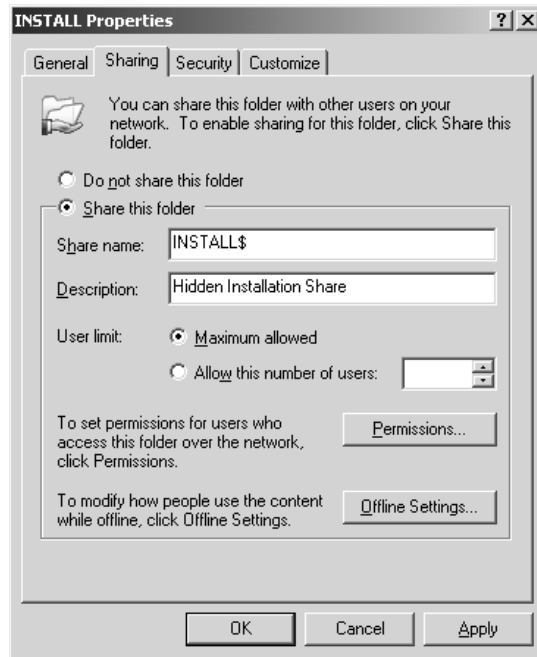 INSTALL Properties
General Sharing Security Customize
You can share this folder with other users on your
network. To enable sharing for this folder, click Share this
folder.
Do not share this folder
Share this folder
Share name: INSTALL$
Description: Hidden Installation Share
User limit: Maximum allowed
Allow this number of users:
To set permissions for users who
access this folder over the network,
click Permissions.
Permissions...
To modify how people use the content
while offline, click Offline Settings.
Offline Settings...
OK Cancel Apply